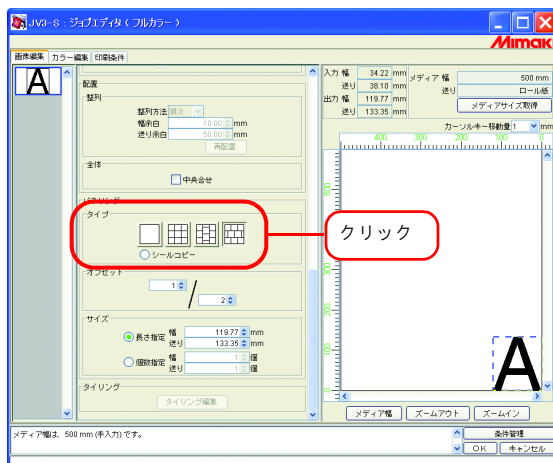 JV3-S : ジョブエディタ ( フルカラー )
Mimaki
画像編集 カラー編集 印刷条件
A
配置
整列
整列方法 順次
幅余白 10.00 mm
送り余白 50.00 mm
再配置
全体
中央合せ
パネリング
タイプ
シールコピー
オフセット
1 / 2
サイズ
長さ指定 幅 119.77 mm
送り 133.35 mm
個数指定 幅 1 個
送り 1 個
タイリング
タイリング編集
入力 幅 34.22 mm
送り 38.10 mm
出力 幅 119.77 mm
送り 133.35 mm
メディア 幅 500 mm
送り ロール紙
メディアサイズ取得
カーソルキー移動量 1 mm
400 300 200 100 0
クリック
A
メディア幅 ズームアウト ズームイン
メディア幅は、500 mm (手入力) です。
条件管理
OK キャンセル